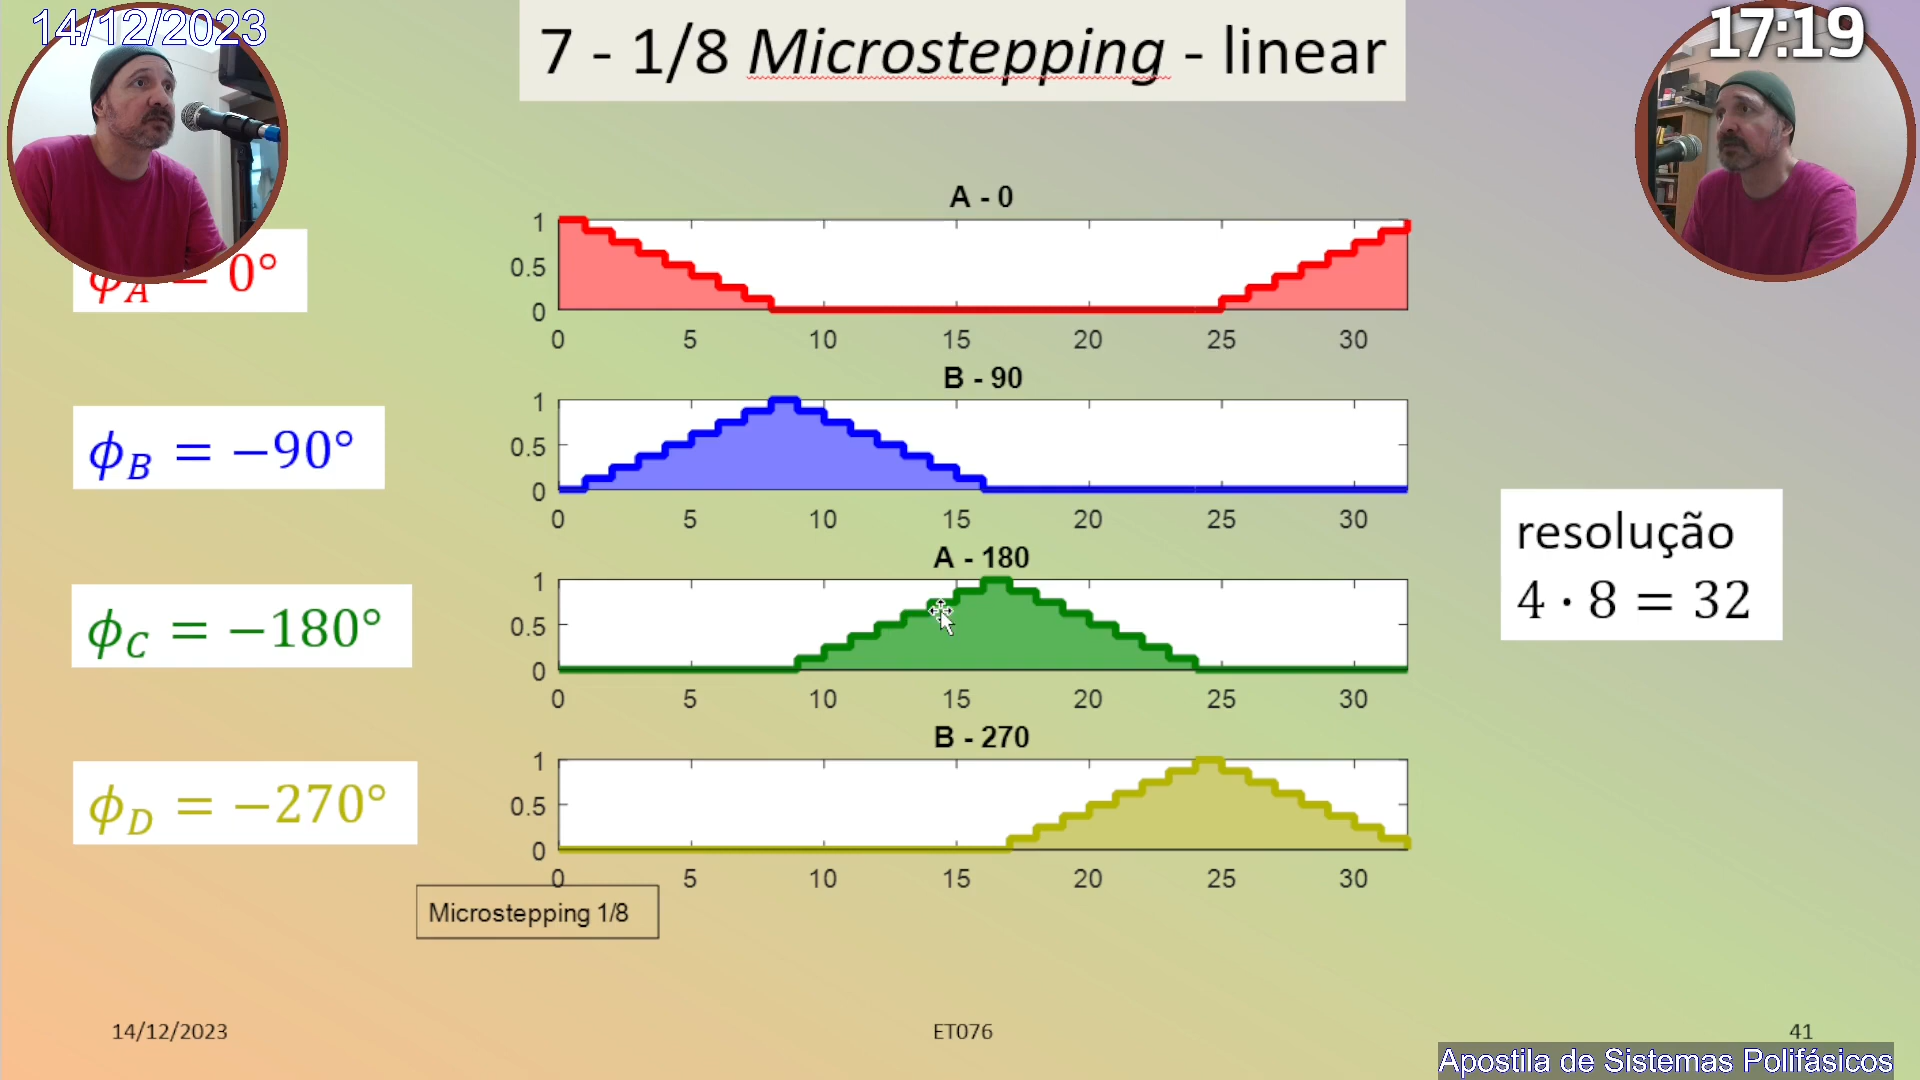 14/12/2023
17:19
7 - 1/8 Microstepping - linear
ϕA = 0°
A - 0
1
0.5
0
0 5 10 15 20 25 30
ϕB = −90°
B - 90
1
0.5
0
0 5 10 15 20 25 30
ϕC = −180°
A - 180
1
0.5
0
0 5 10 15 20 25 30
resolução
4 · 8 = 32
ϕD = −270°
B - 270
1
0.5
0
0 5 10 15 20 25 30
Microstepping 1/8
14/12/2023
ET076
41
Apostila de Sistemas Polifásicos